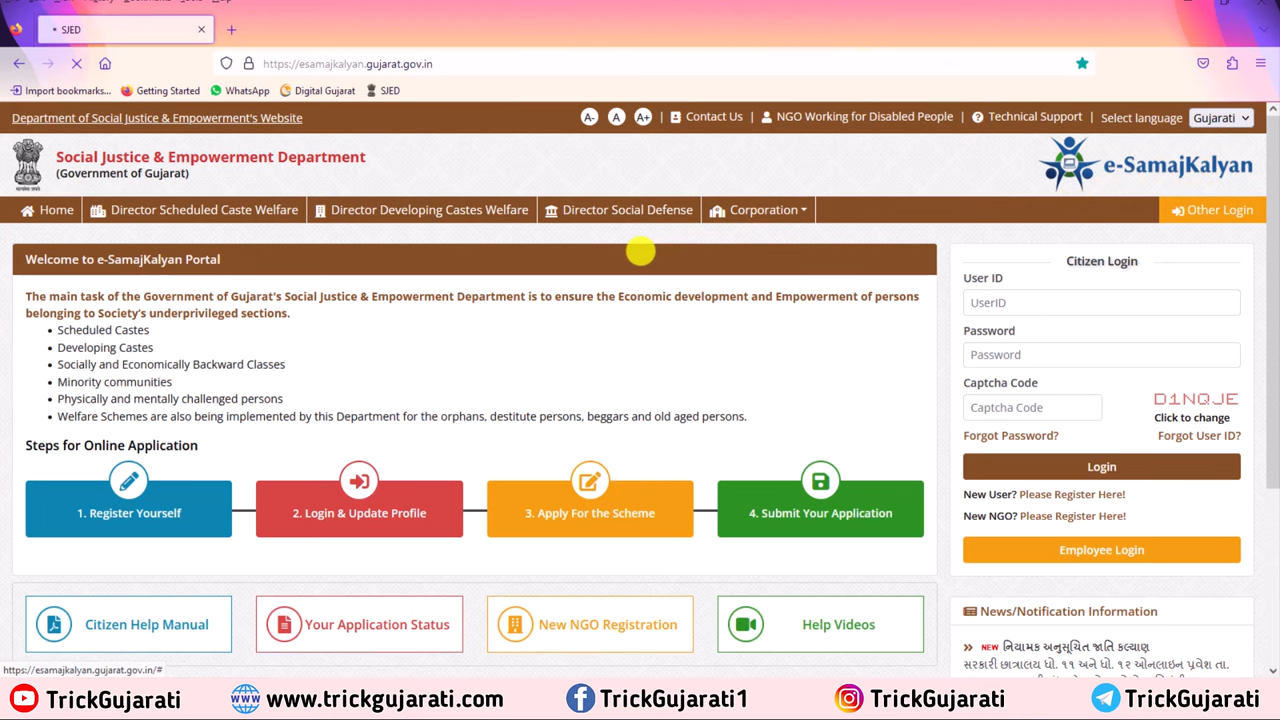 SJED
https://esamajkalyan.gujarat.gov.in
Import bookmarks... Getting Started WhatsApp Digital Gujarat SJED
Department of Social Justice & Empowerment's Website A- A A+ Contact Us NGO Working for Disabled People Technical Support Select language Gujarati
Social Justice & Empowerment Department
(Government of Gujarat)
e-SamajKalyan
Home Director Scheduled Caste Welfare Director Developing Castes Welfare Director Social Defense Corporation Other Login
Welcome to e-SamajKalyan Portal
The main task of the Government of Gujarat's Social Justice & Empowerment Department is to ensure the Economic development and Empowerment of persons
belonging to Society's underprivileged sections.
Scheduled Castes
Developing Castes
Socially and Economically Backward Classes
Minority communities
Physically and mentally challenged persons
Welfare Schemes are also being implemented by this Department for the orphans, destitute persons, beggars and old aged persons.
Steps for Online Application
1. Register Yourself 2. Login & Update Profile 3. Apply For the Scheme 4. Submit Your Application
Citizen Help Manual Your Application Status New NGO Registration Help Videos
Citizen Login
User ID
UserID
Password
Password
Captcha Code
Captcha Code D1NQJE
Click to change
Forgot Password? Forgot User ID?
Login
New User? Please Register Here!
New NGO? Please Register Here!
Employee Login
News/Notification Information
NEW નિયામક અનુસૂચિત જાતિ કલ્યાણ
સરકારી છાત્રાલય ધો. ૧૧ અને ધો. ૧૨ ઓનલાઇન પ્રવેશ તા.
https://esamajkalyan.gujarat.gov.in/#
TrickGujarati www.trickgujarati.com TrickGujarati1 TrickGujarati TrickGujarati